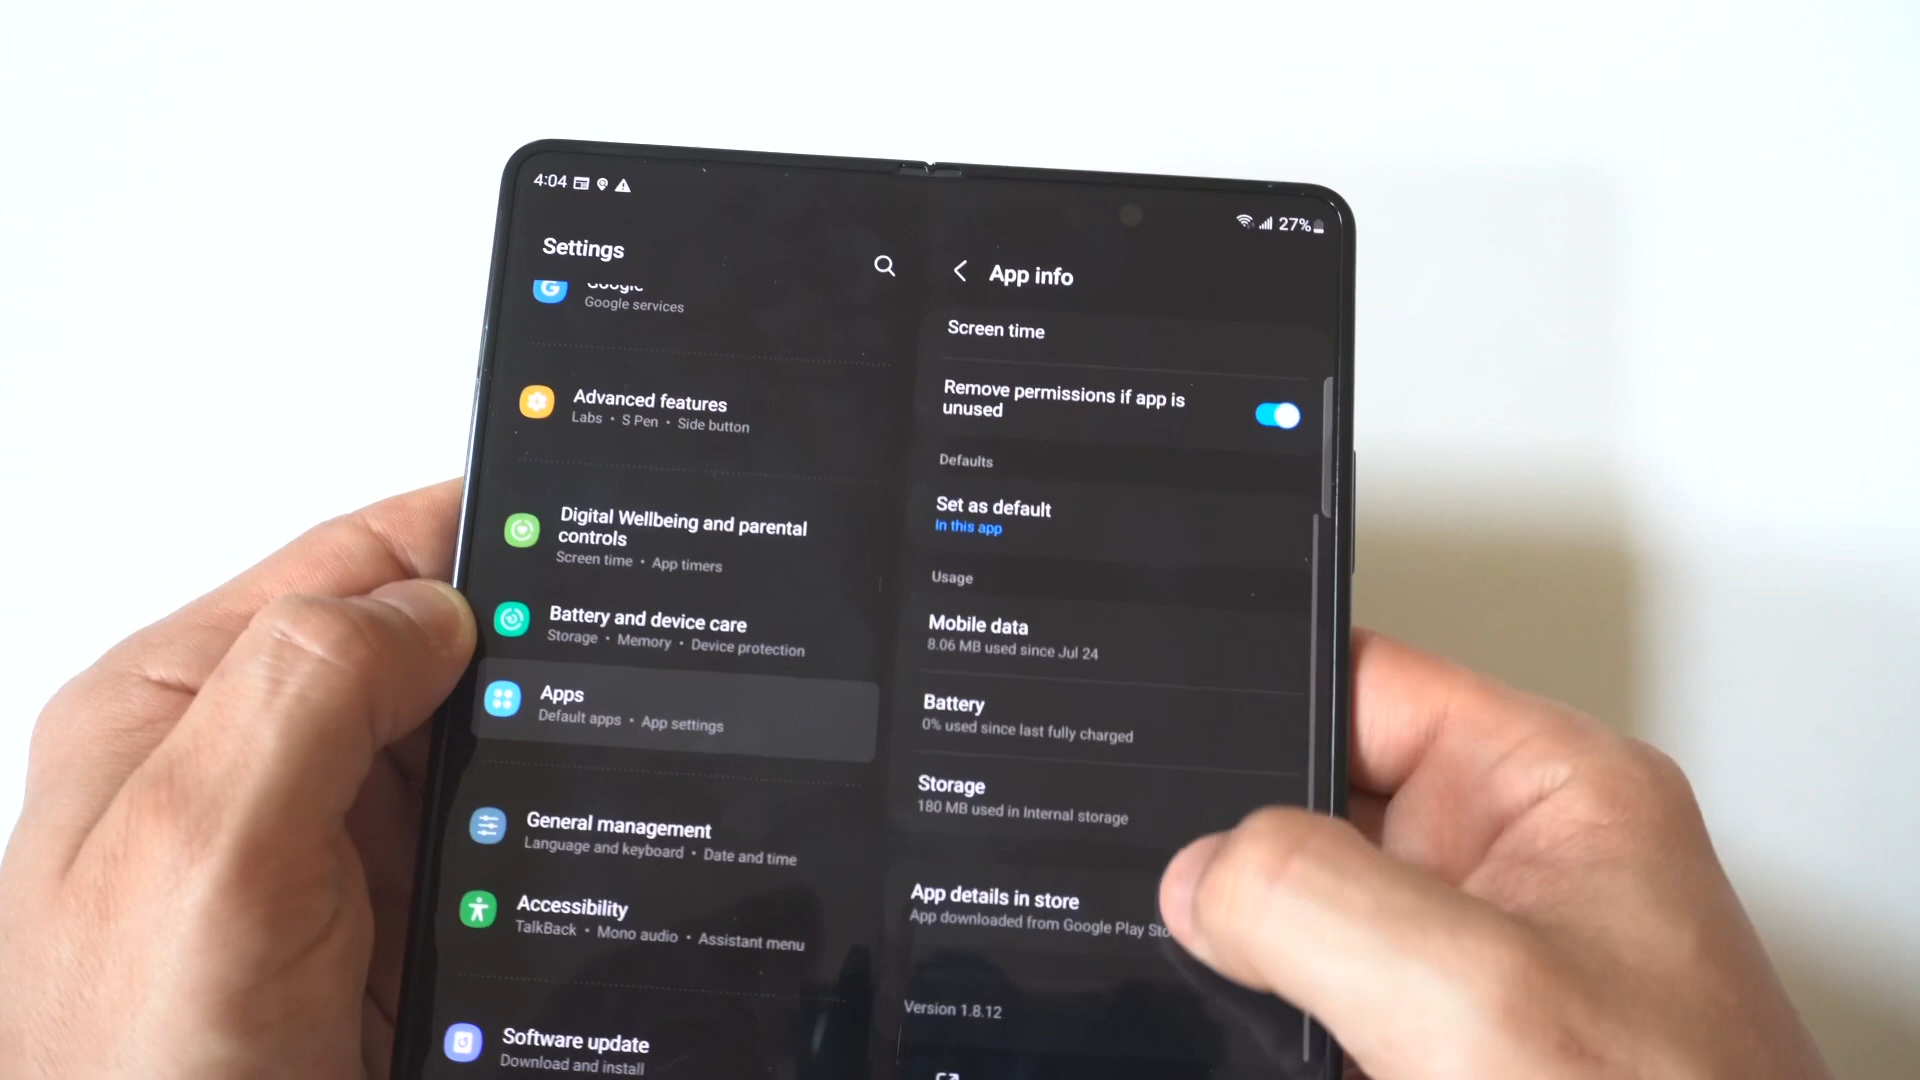 4:04
27%
Settings
Google
Google services
Advanced features
Labs • S Pen • Side button
Digital Wellbeing and parental
controls
Screen time • App timers
Battery and device care
Storage • Memory • Device protection
Apps
Default apps • App settings
General management
Language and keyboard • Date and time
Accessibility
TalkBack • Mono audio • Assistant menu
Software update
Download and install
App info
Screen time
Remove permissions if app is
unused
Defaults
Set as default
In this app
Usage
Mobile data
8.06 MB used since Jul 24
Battery
0% used since last fully charged
Storage
180 MB used in Internal storage
App details in store
App downloaded from Google Play Sto
Version 1.8.12